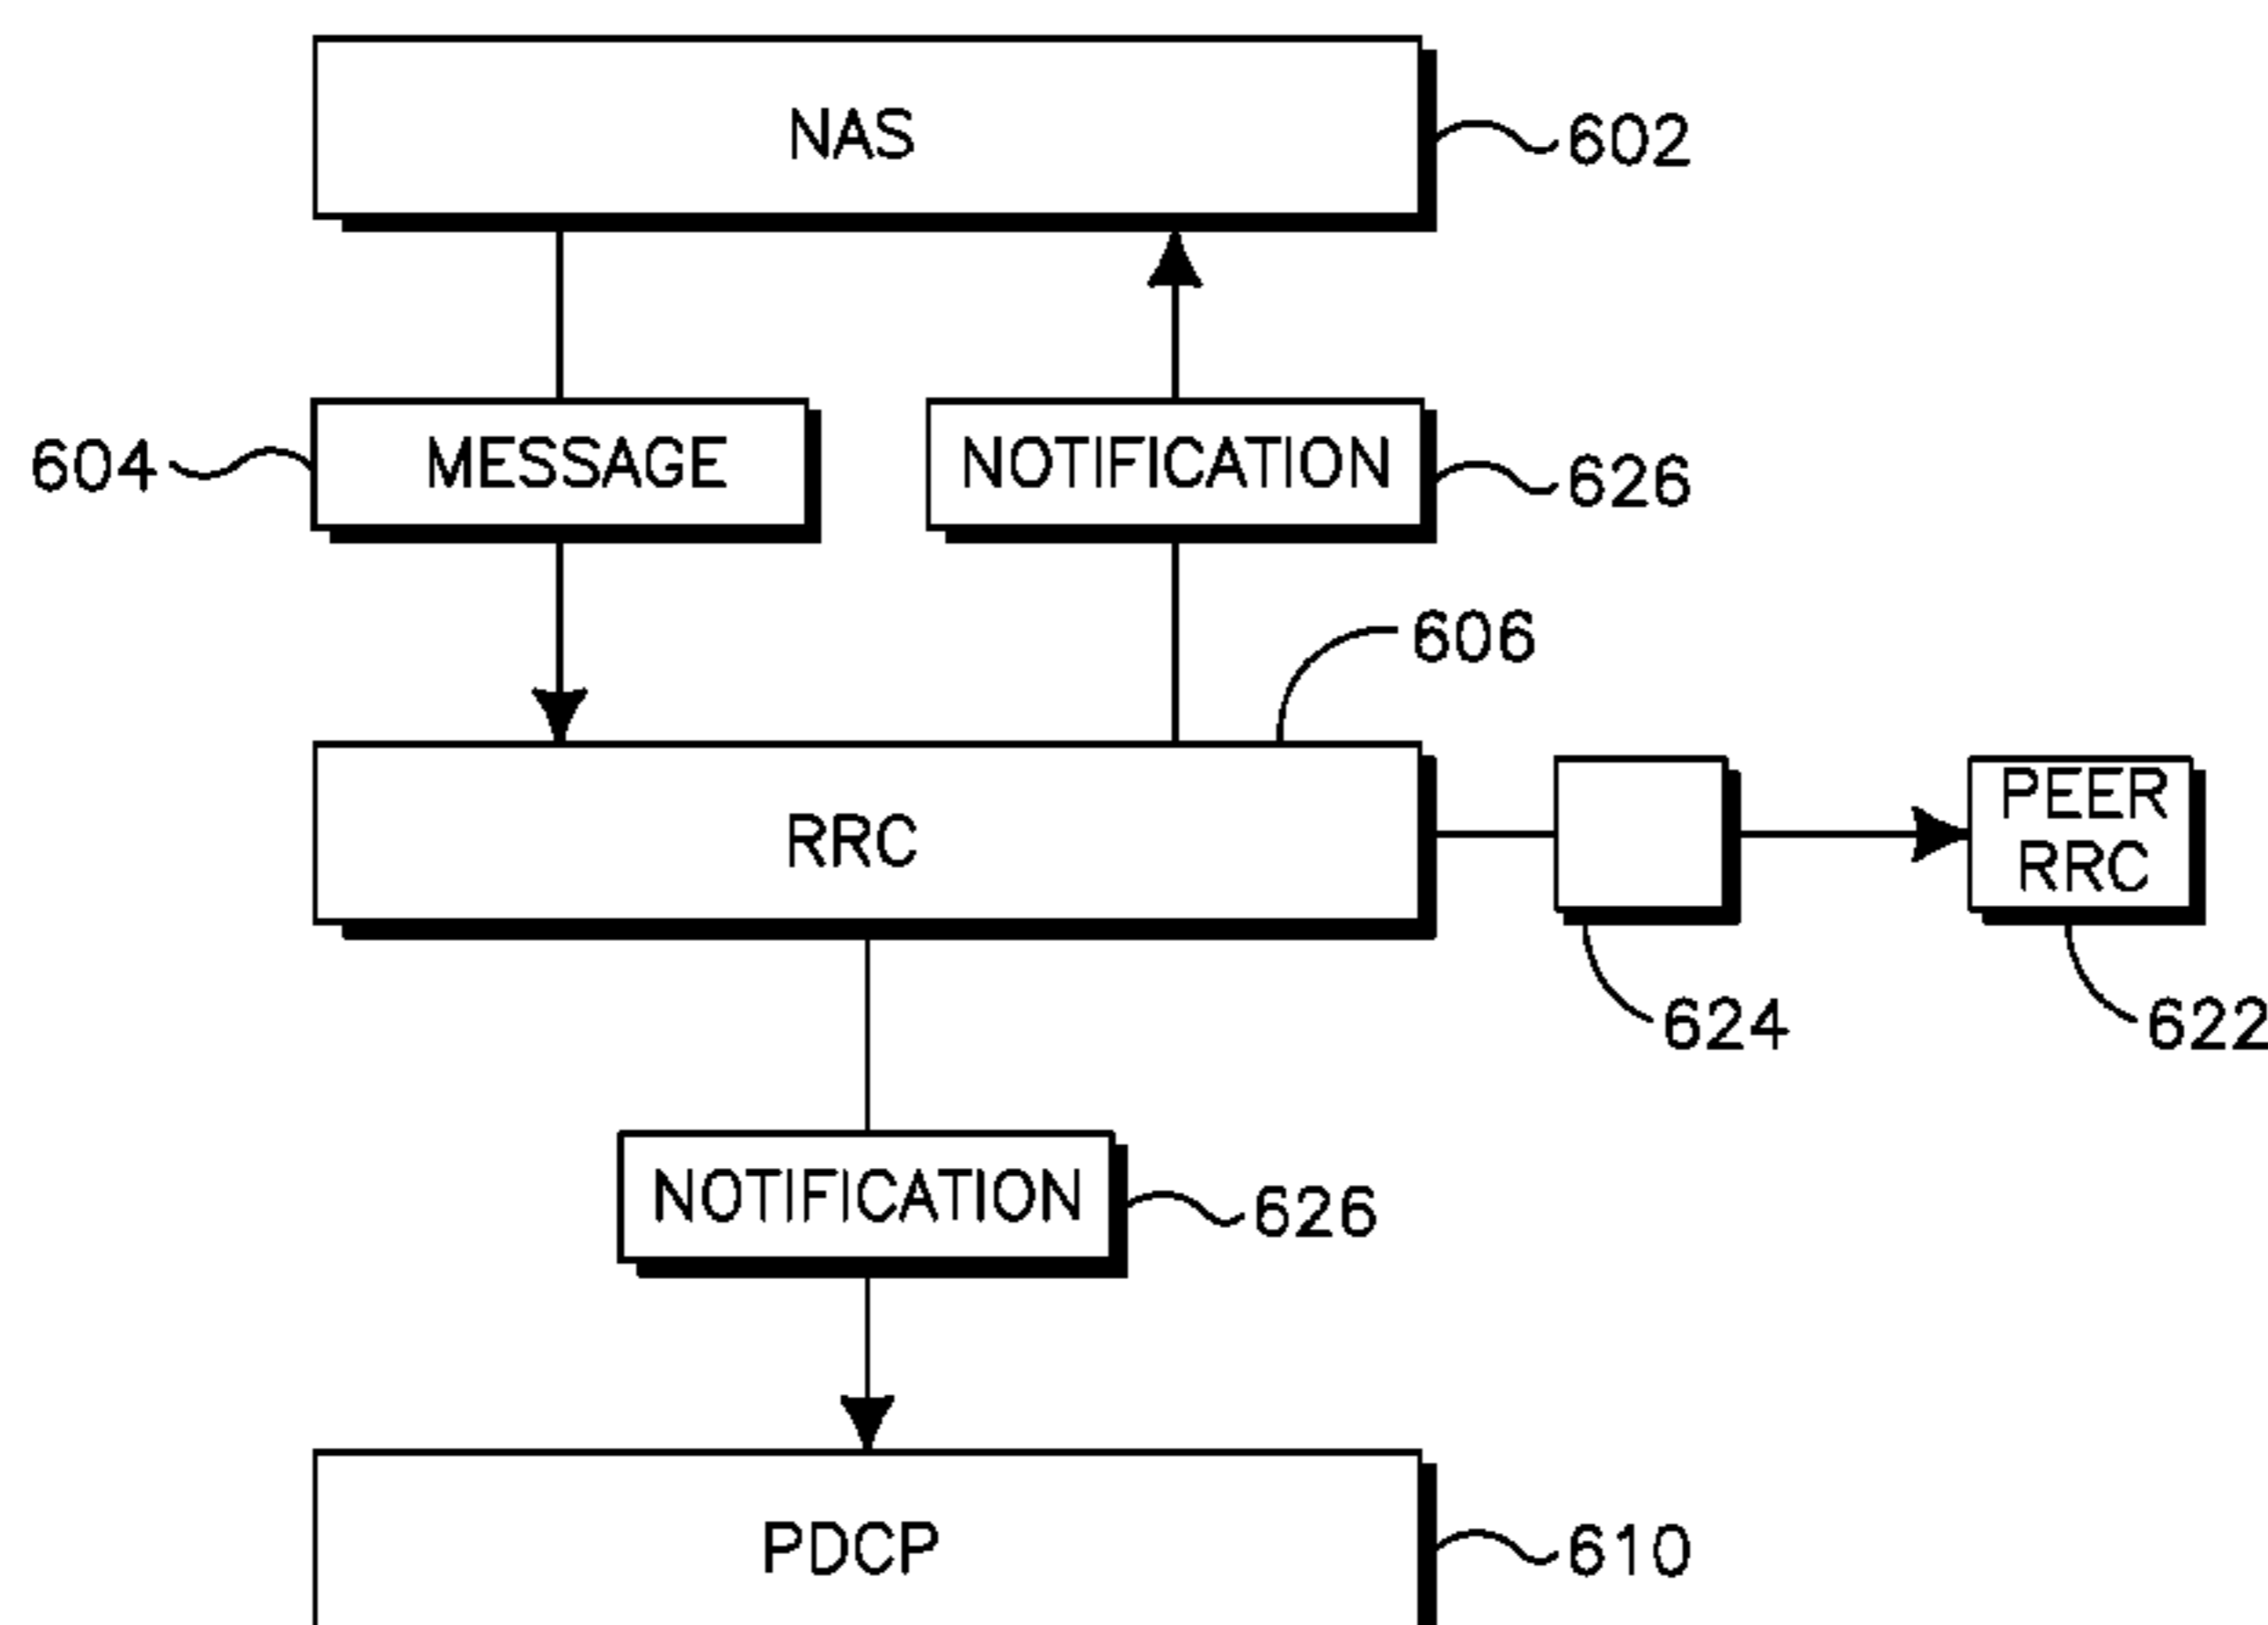 NAS
602
604
MESSAGE
NOTIFICATION
626
606
RRC
PEER
RRC
624
622
NOTIFICATION
626
PDCP
610